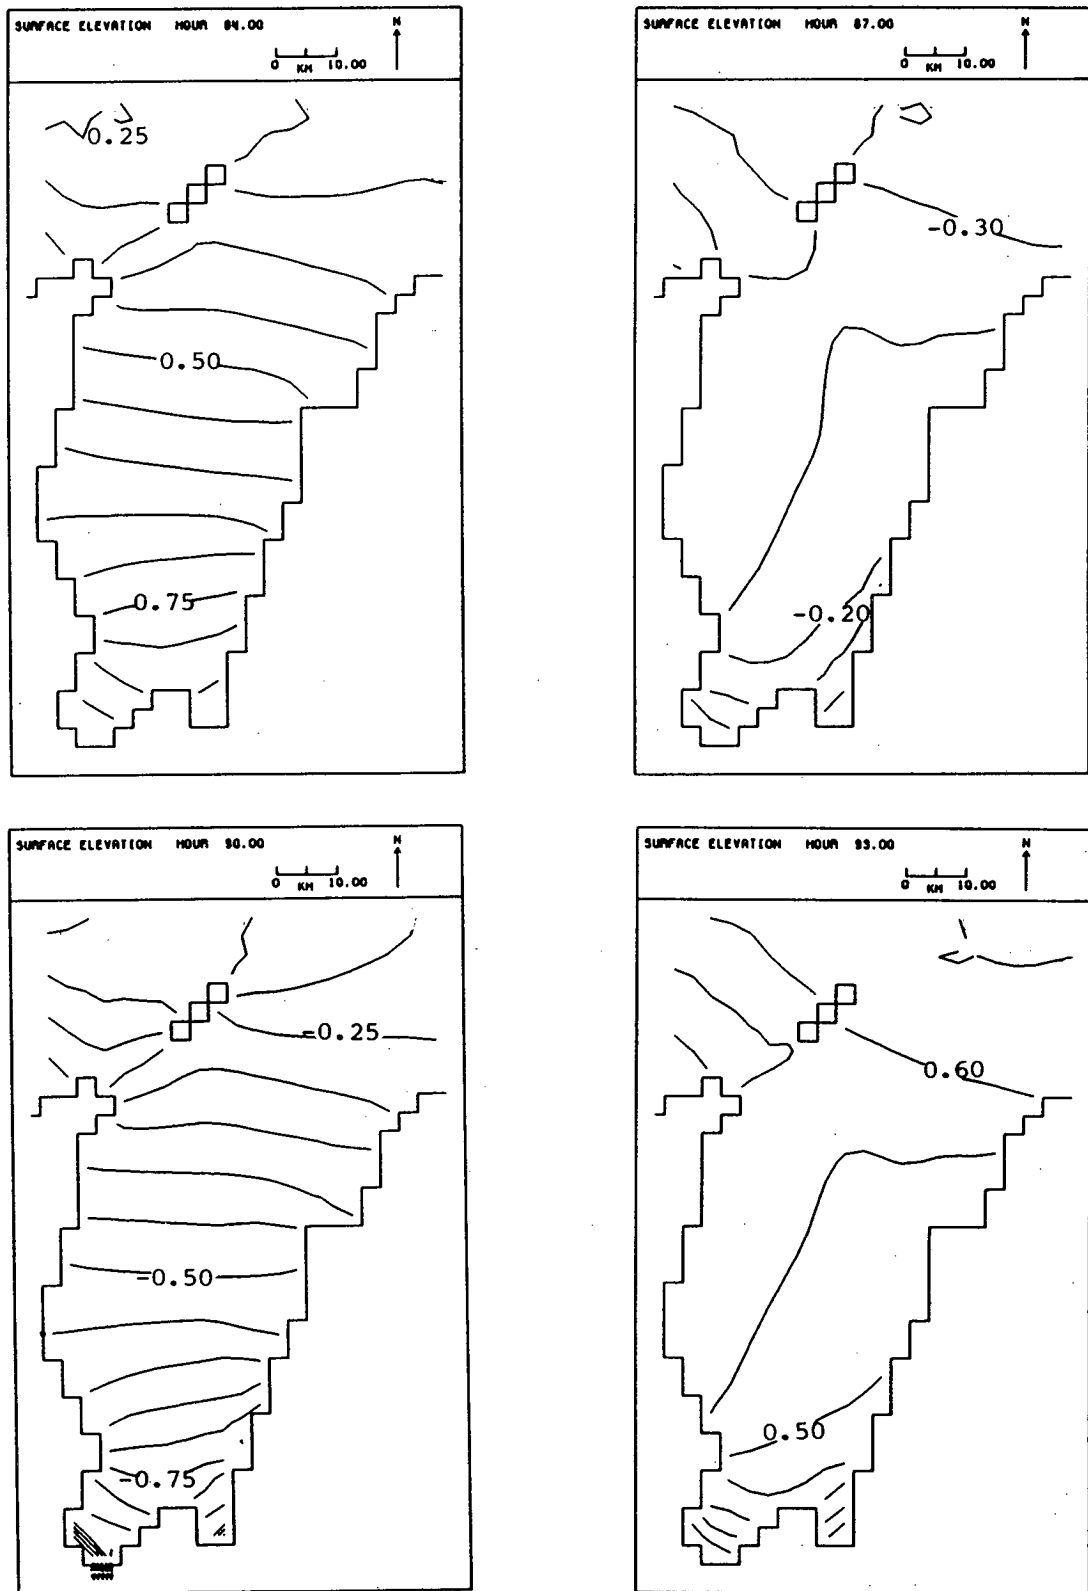 SURFACE ELEVATION HOUR 84.00
N
0 KM 10.00
0.25
0.50
0.75
SURFACE ELEVATION HOUR 87.00
N
0 KM 10.00
-0.30
-0.20
SURFACE ELEVATION HOUR 90.00
N
0 KM 10.00
-0.25
-0.50
-0.75
SURFACE ELEVATION HOUR 93.00
N
0 KM 10.00
0.60
0.50